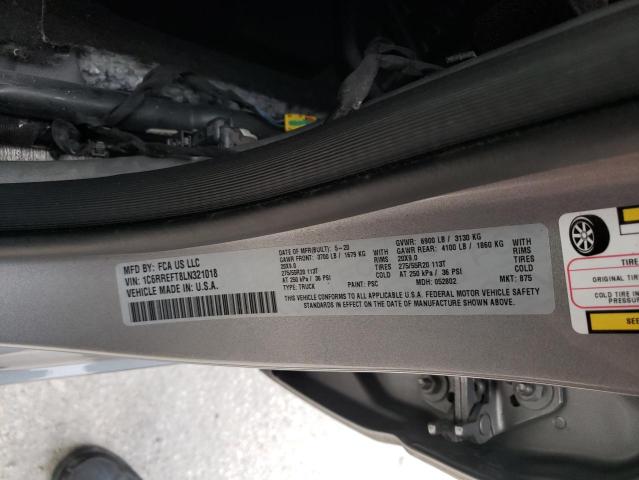 MFD BY: FCA US LLC
VIN: 1C6RREFT8LN321018
VEHICLE MADE IN: U.S.A.
DATE OF MFR(BUILT): 5-20
GAWR FRONT: 3700 LB / 1679 KG
WITH
20X9.0 RIMS
275/55R20 113T TIRES
AT 250 kPa / 36 PSI COLD
TYPE: TRUCK
PAINT: PSC
GVWR: 6900 LB / 3130 KG
GAWR REAR: 4100 LB / 1860 KG
WITH
20X9.0 RIMS
275/55R20 113T TIRES
AT 250 kPa / 36 PSI COLD
MDH: 052802
MKT: 875
THIS VEHICLE CONFORMS TO ALL APPLICABLE U.S.A. FEDERAL MOTOR VEHICLE SAFETY
STANDARDS IN EFFECT ON THE DATE OF MANUFACTURE SHOWN ABOVE.
TIRE
ORIGINAL TIR
COLD TIRE IN
PRESSURE
SEE